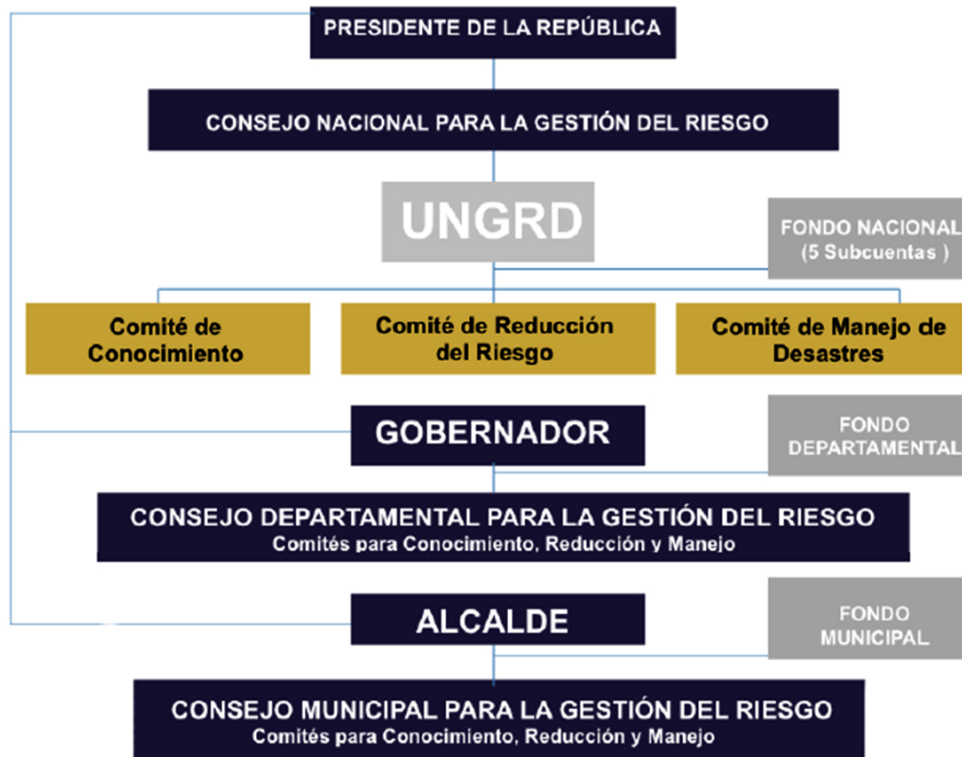 PRESIDENTE DE LA REPÚBLICA
CONSEJO NACIONAL PARA LA GESTIÓN DEL RIESGO
UNGRD
FONDO NACIONAL
(5 Subcuentas )
Comité de
Conocimiento
Comité de Reducción
del Riesgo
Comité de Manejo de
Desastres
GOBERNADOR
FONDO
DEPARTAMENTAL
CONSEJO DEPARTAMENTAL PARA LA GESTIÓN DEL RIESGO
Comités para Conocimiento, Reducción y Manejo
ALCALDE
FONDO
MUNICIPAL
CONSEJO MUNICIPAL PARA LA GESTIÓN DEL RIESGO
Comités para Conocimiento, Reducción y Manejo